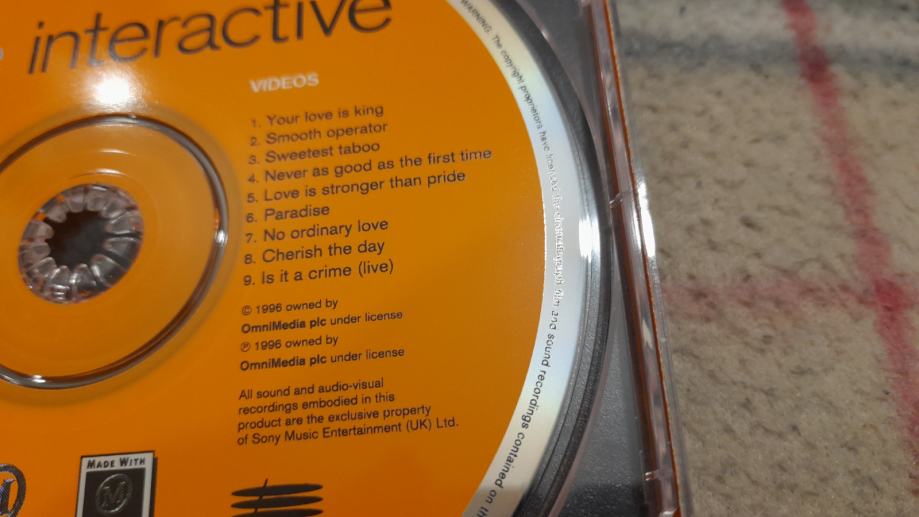 interactive
VIDEOS
1. Your love is king
2. Smooth operator
3. Sweetest taboo
4. Never as good as the first time
5. Love is stronger than pride
6. Paradise
7. No ordinary love
8. Cherish the day
9. Is it a crime (live)
© 1996 owned by
OmniMedia plc under license
℗ 1996 owned by
OmniMedia plc under license
All sound and audio-visual
recordings embodied in this
product are the exclusive property
of Sony Music Entertainment (UK) Ltd.
MADE WITH
M
WARNING: The copyright proprietors have licensed film and sound recordings contained on